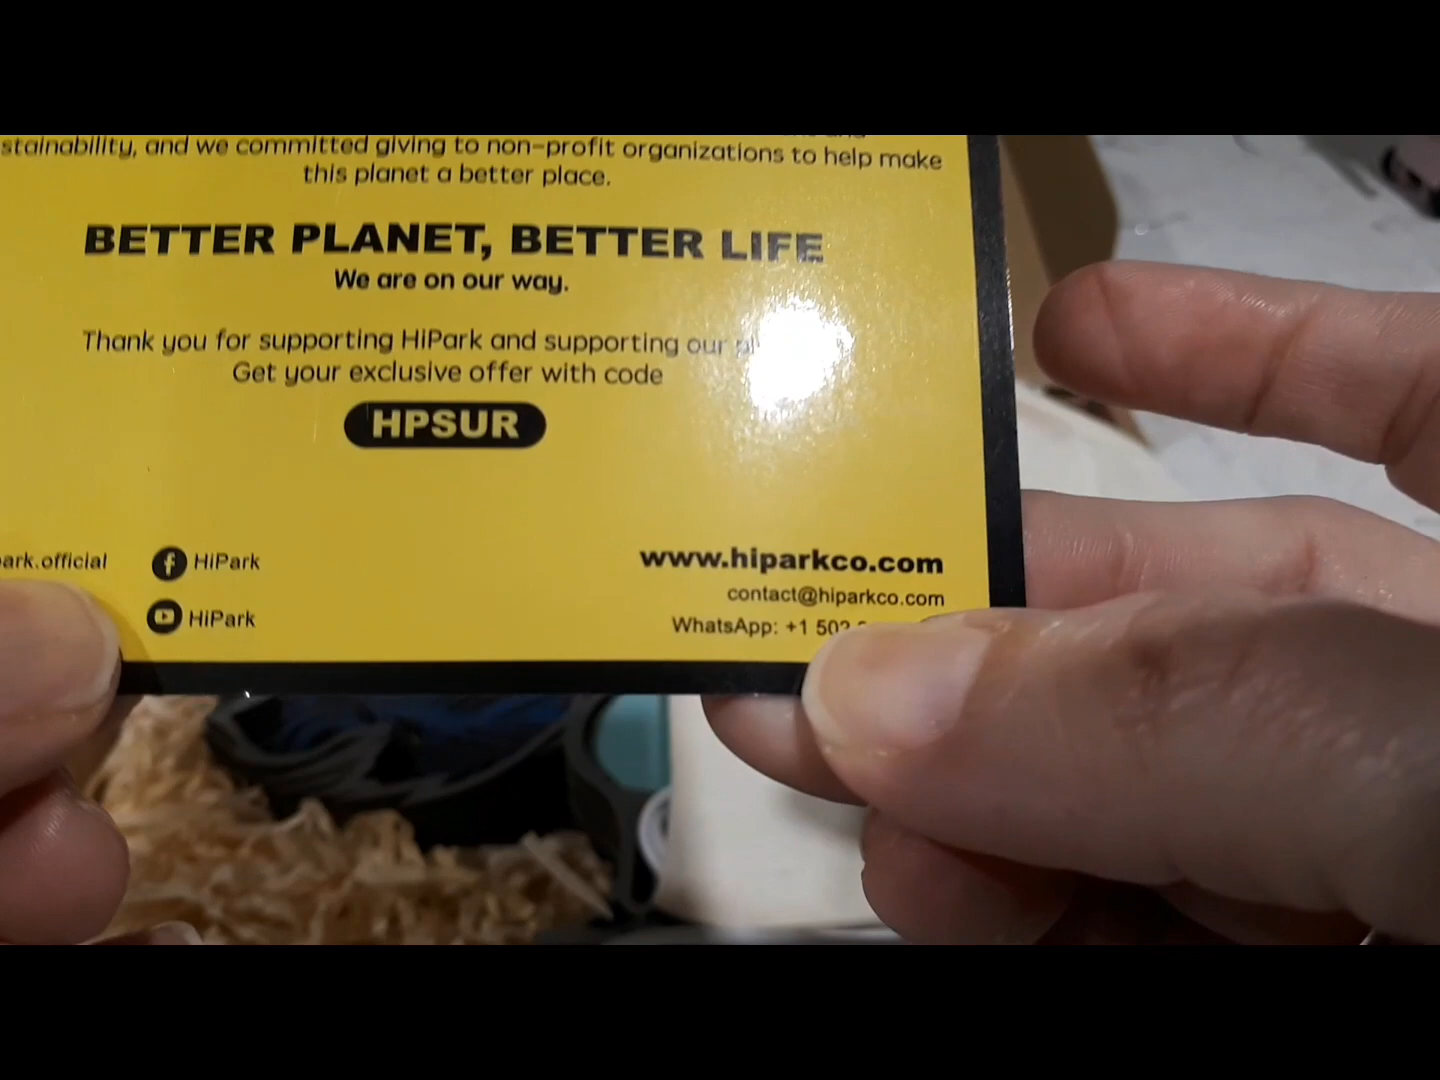 stainability, and we committed giving to non-profit organizations to help make
this planet a better place.
BETTER PLANET, BETTER LIFE
We are on our way.
Thank you for supporting HiPark and supporting our
Get your exclusive offer with code
HPSUR
ark.official
HiPark
HiPark
www.hiparkco.com
contact@hiparkco.com
WhatsApp: +1 502